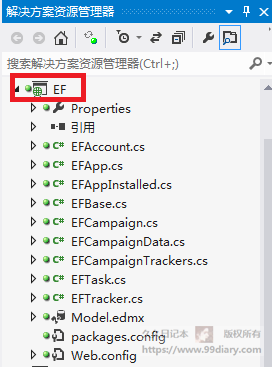 解决方案资源管理器
搜索解决方案资源管理器(Ctrl+;)
EF
Properties
引用
C# EFAccount.cs
C# EFApp.cs
C# EFAppInstalled.cs
C# EFBase.cs
C# EFCampaign.cs
C# EFCampaignData.cs
C# EFCampaignTrackers.cs
C# EFTask.cs
C# EFTracker.cs
Model.edmx
packages.config
Web.config
久久日记本 版权所有
https://www.99diary.com